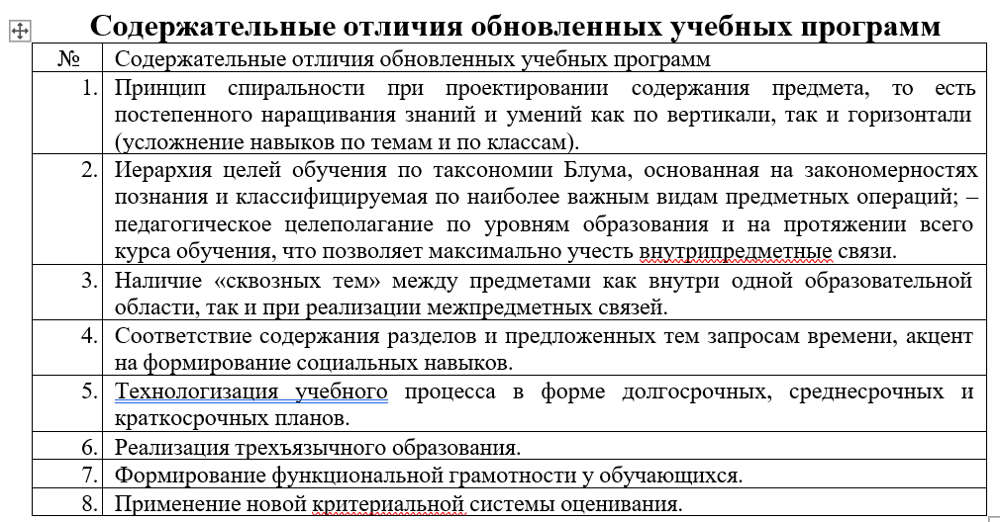 Содержательные отличия обновленных учебных программ
№ Содержательные отличия обновленных учебных программ
1. Принцип спиральности при проектировании содержания предмета, то есть
постепенного наращивания знаний и умений как по вертикали, так и горизонтали
(усложнение навыков по темам и по классам).
2. Иерархия целей обучения по таксономии Блума, основанная на закономерностях
познания и классифицируемая по наиболее важным видам предметных операций; –
педагогическое целеполагание по уровням образования и на протяжении всего
курса обучения, что позволяет максимально учесть внутрипредметные связи.
3. Наличие «сквозных тем» между предметами как внутри одной образовательной
области, так и при реализации межпредметных связей.
4. Соответствие содержания разделов и предложенных тем запросам времени, акцент
на формирование социальных навыков.
5. Технологизация учебного процесса в форме долгосрочных, среднесрочных и
краткосрочных планов.
6. Реализация трехъязычного образования.
7. Формирование функциональной грамотности у обучающихся.
8. Применение новой критериальной системы оценивания.